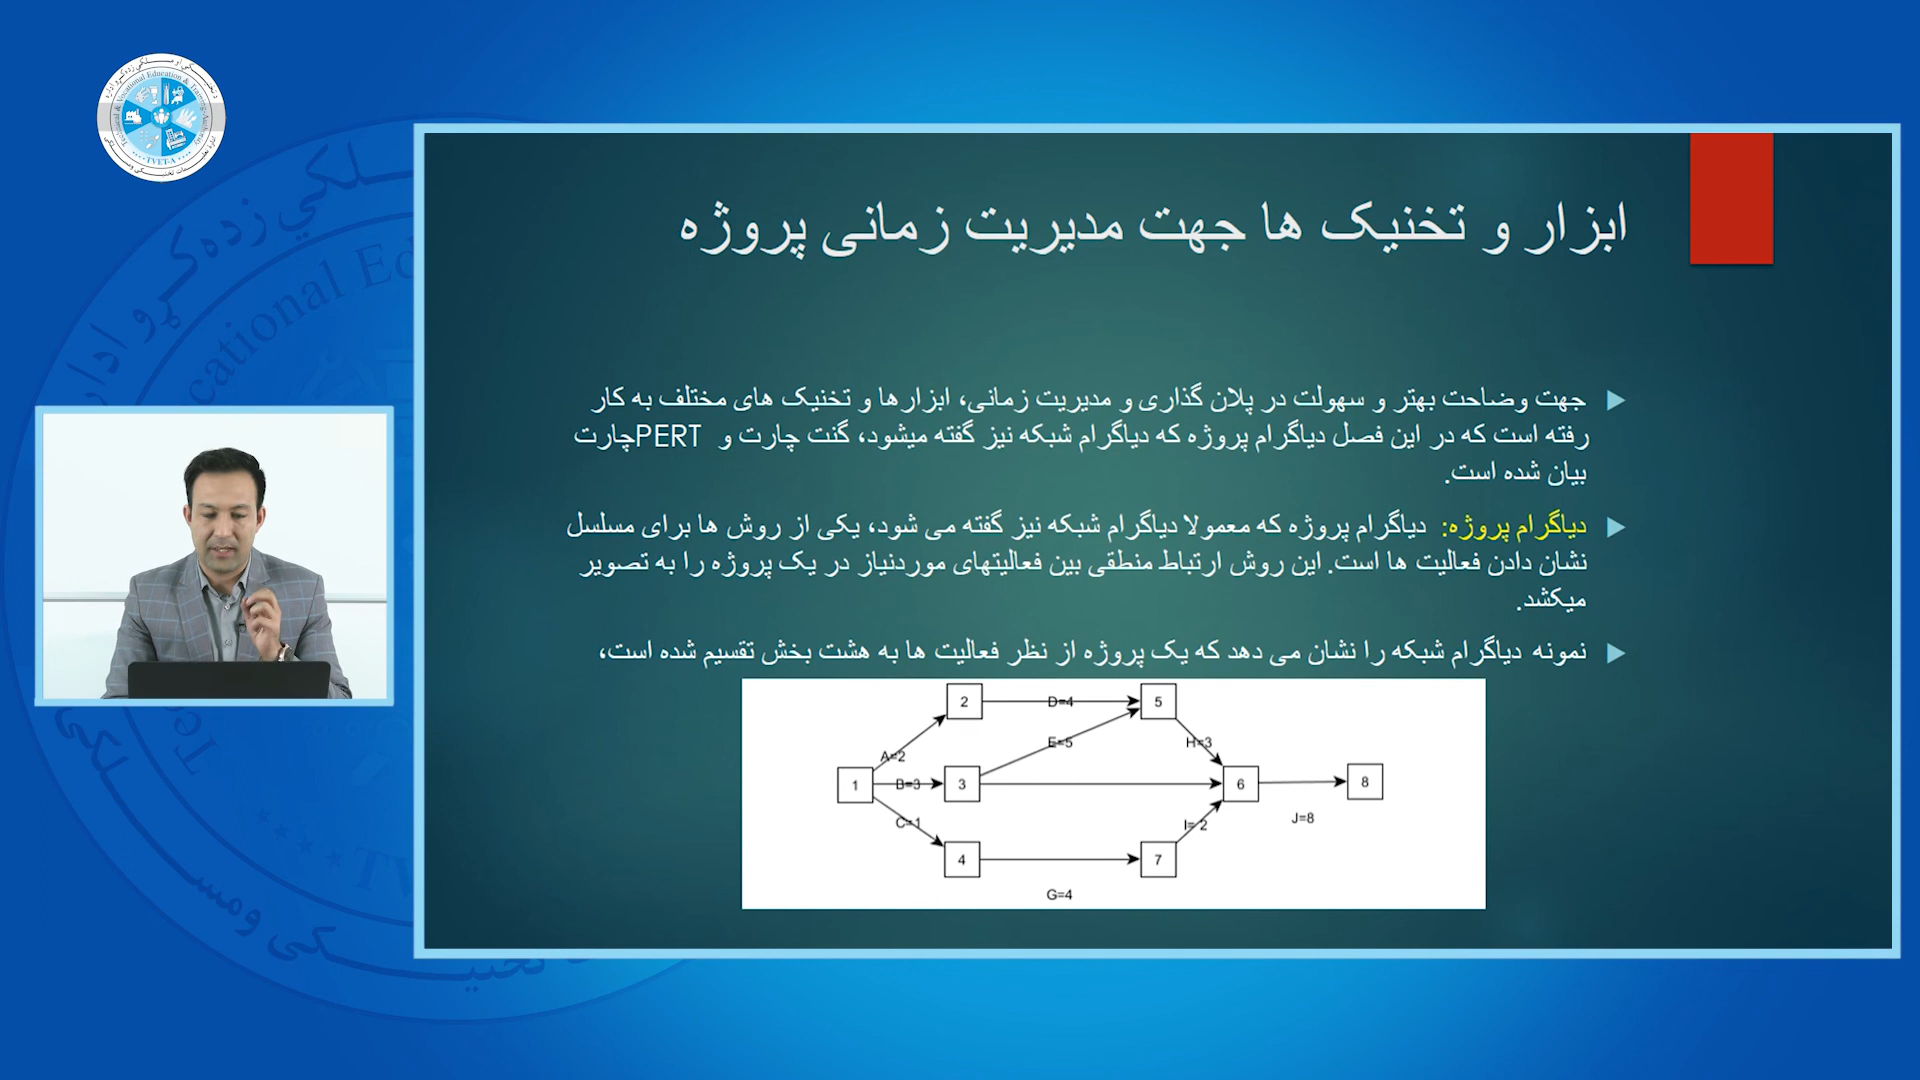 Technical & Vocational Education & Training Authority
TVET-A
ابزار و تخنیک ها جهت مدیریت زمانی پروژه
جهت وضاحت بهتر و سهولت در پلان گذاری و مدیریت زمانی، ابزارها و تخنیک های مختلف به کار
رفته است که در این فصل دیاگرام پروژه که دیاگرام شبکه نیز گفته میشود، گنت چارت و PERTچارت
بیان شده است.
دیاگرام پروژه: دیاگرام پروژه که معمولا دیاگرام شبکه نیز گفته می شود، یکی از روش ها برای مسلسل
نشان دادن فعالیت ها است. این روش ارتباط منطقی بین فعالیتهای موردنیاز در یک پروژه را به تصویر
میکشد.
نمونه دیاگرام شبکه را نشان می دهد که یک پروژه از نظر فعالیت ها به هشت بخش تقسیم شده است،
2 D=4 5
A=2 E=5 H=3
1 B=3 3 6 8
C=1 I=2 J=8
4 7
G=4